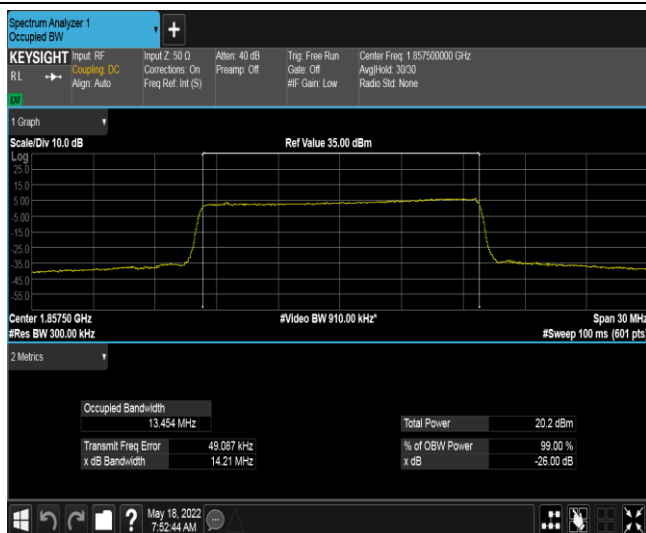 Spectrum Analyzer 1
Occupied BW
KEYSIGHT
RL
LXI
Input: RF
Coupling: DC
Align: Auto
Input Z: 50 Ω
Corrections: On
Freq Ref: Int (S)
Atten: 40 dB
Preamp: Off
Trig: Free Run
Gate: Off
#IF Gain: Low
Center Freq: 1.857500000 GHz
Avg|Hold: 30/30
Radio Std: None
1 Graph
Scale/Div 10.0 dB
Ref Value 35.00 dBm
Log
25.0
15.0
5.00
-5.00
-15.0
-25.0
-35.0
-45.0
-55.0
Center 1.85750 GHz
#Video BW 910.00 kHz*
Span 30 MHz
#Res BW 300.00 kHz
#Sweep 100 ms (601 pts)
2 Metrics
Occupied Bandwidth
13.454 MHz
Total Power 20.2 dBm
Transmit Freq Error 49.087 kHz
% of OBW Power 99.00 %
x dB Bandwidth 14.21 MHz
x dB -26.00 dB
?
May 18, 2022
7:52:44 AM